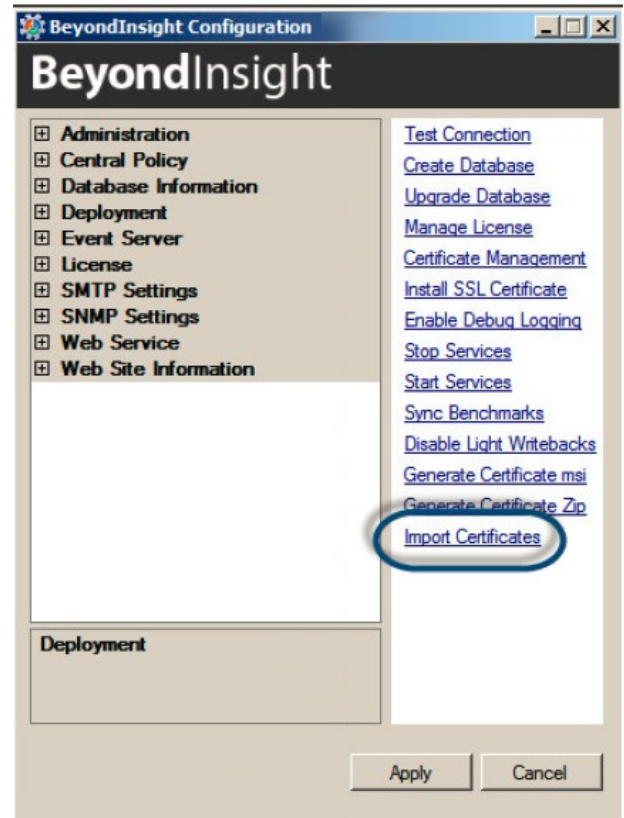 BeyondInsight Configuration
BeyondInsight
Administration
Central Policy
Database Information
Deployment
Event Server
License
SMTP Settings
SNMP Settings
Web Service
Web Site Information
Test Connection
Create Database
Upgrade Database
Manage License
Certificate Management
Install SSL Certificate
Enable Debug Logging
Stop Services
Start Services
Sync Benchmarks
Disable Light Writebacks
Generate Certificate msi
Generate Certificate Zip
Import Certificates
Deployment
Apply
Cancel